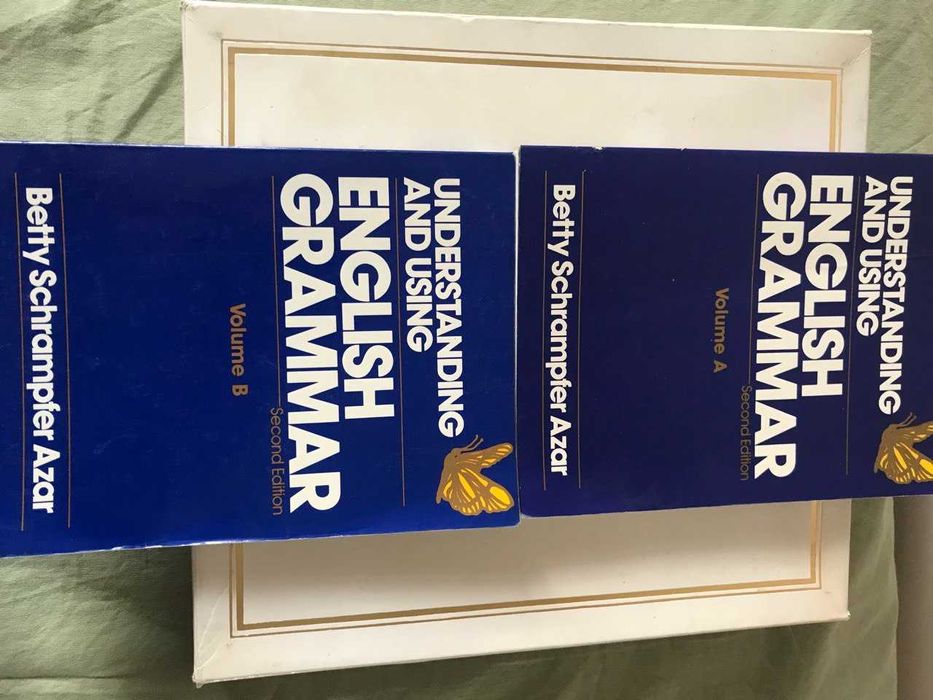 UNDERSTANDING
AND USING
ENGLISH
GRAMMAR
Second Edition
Volume A
Betty Schrampfer Azar
UNDERSTANDING
AND USING
ENGLISH
GRAMMAR
Second Edition
Volume B
Betty Schrampfer Azar